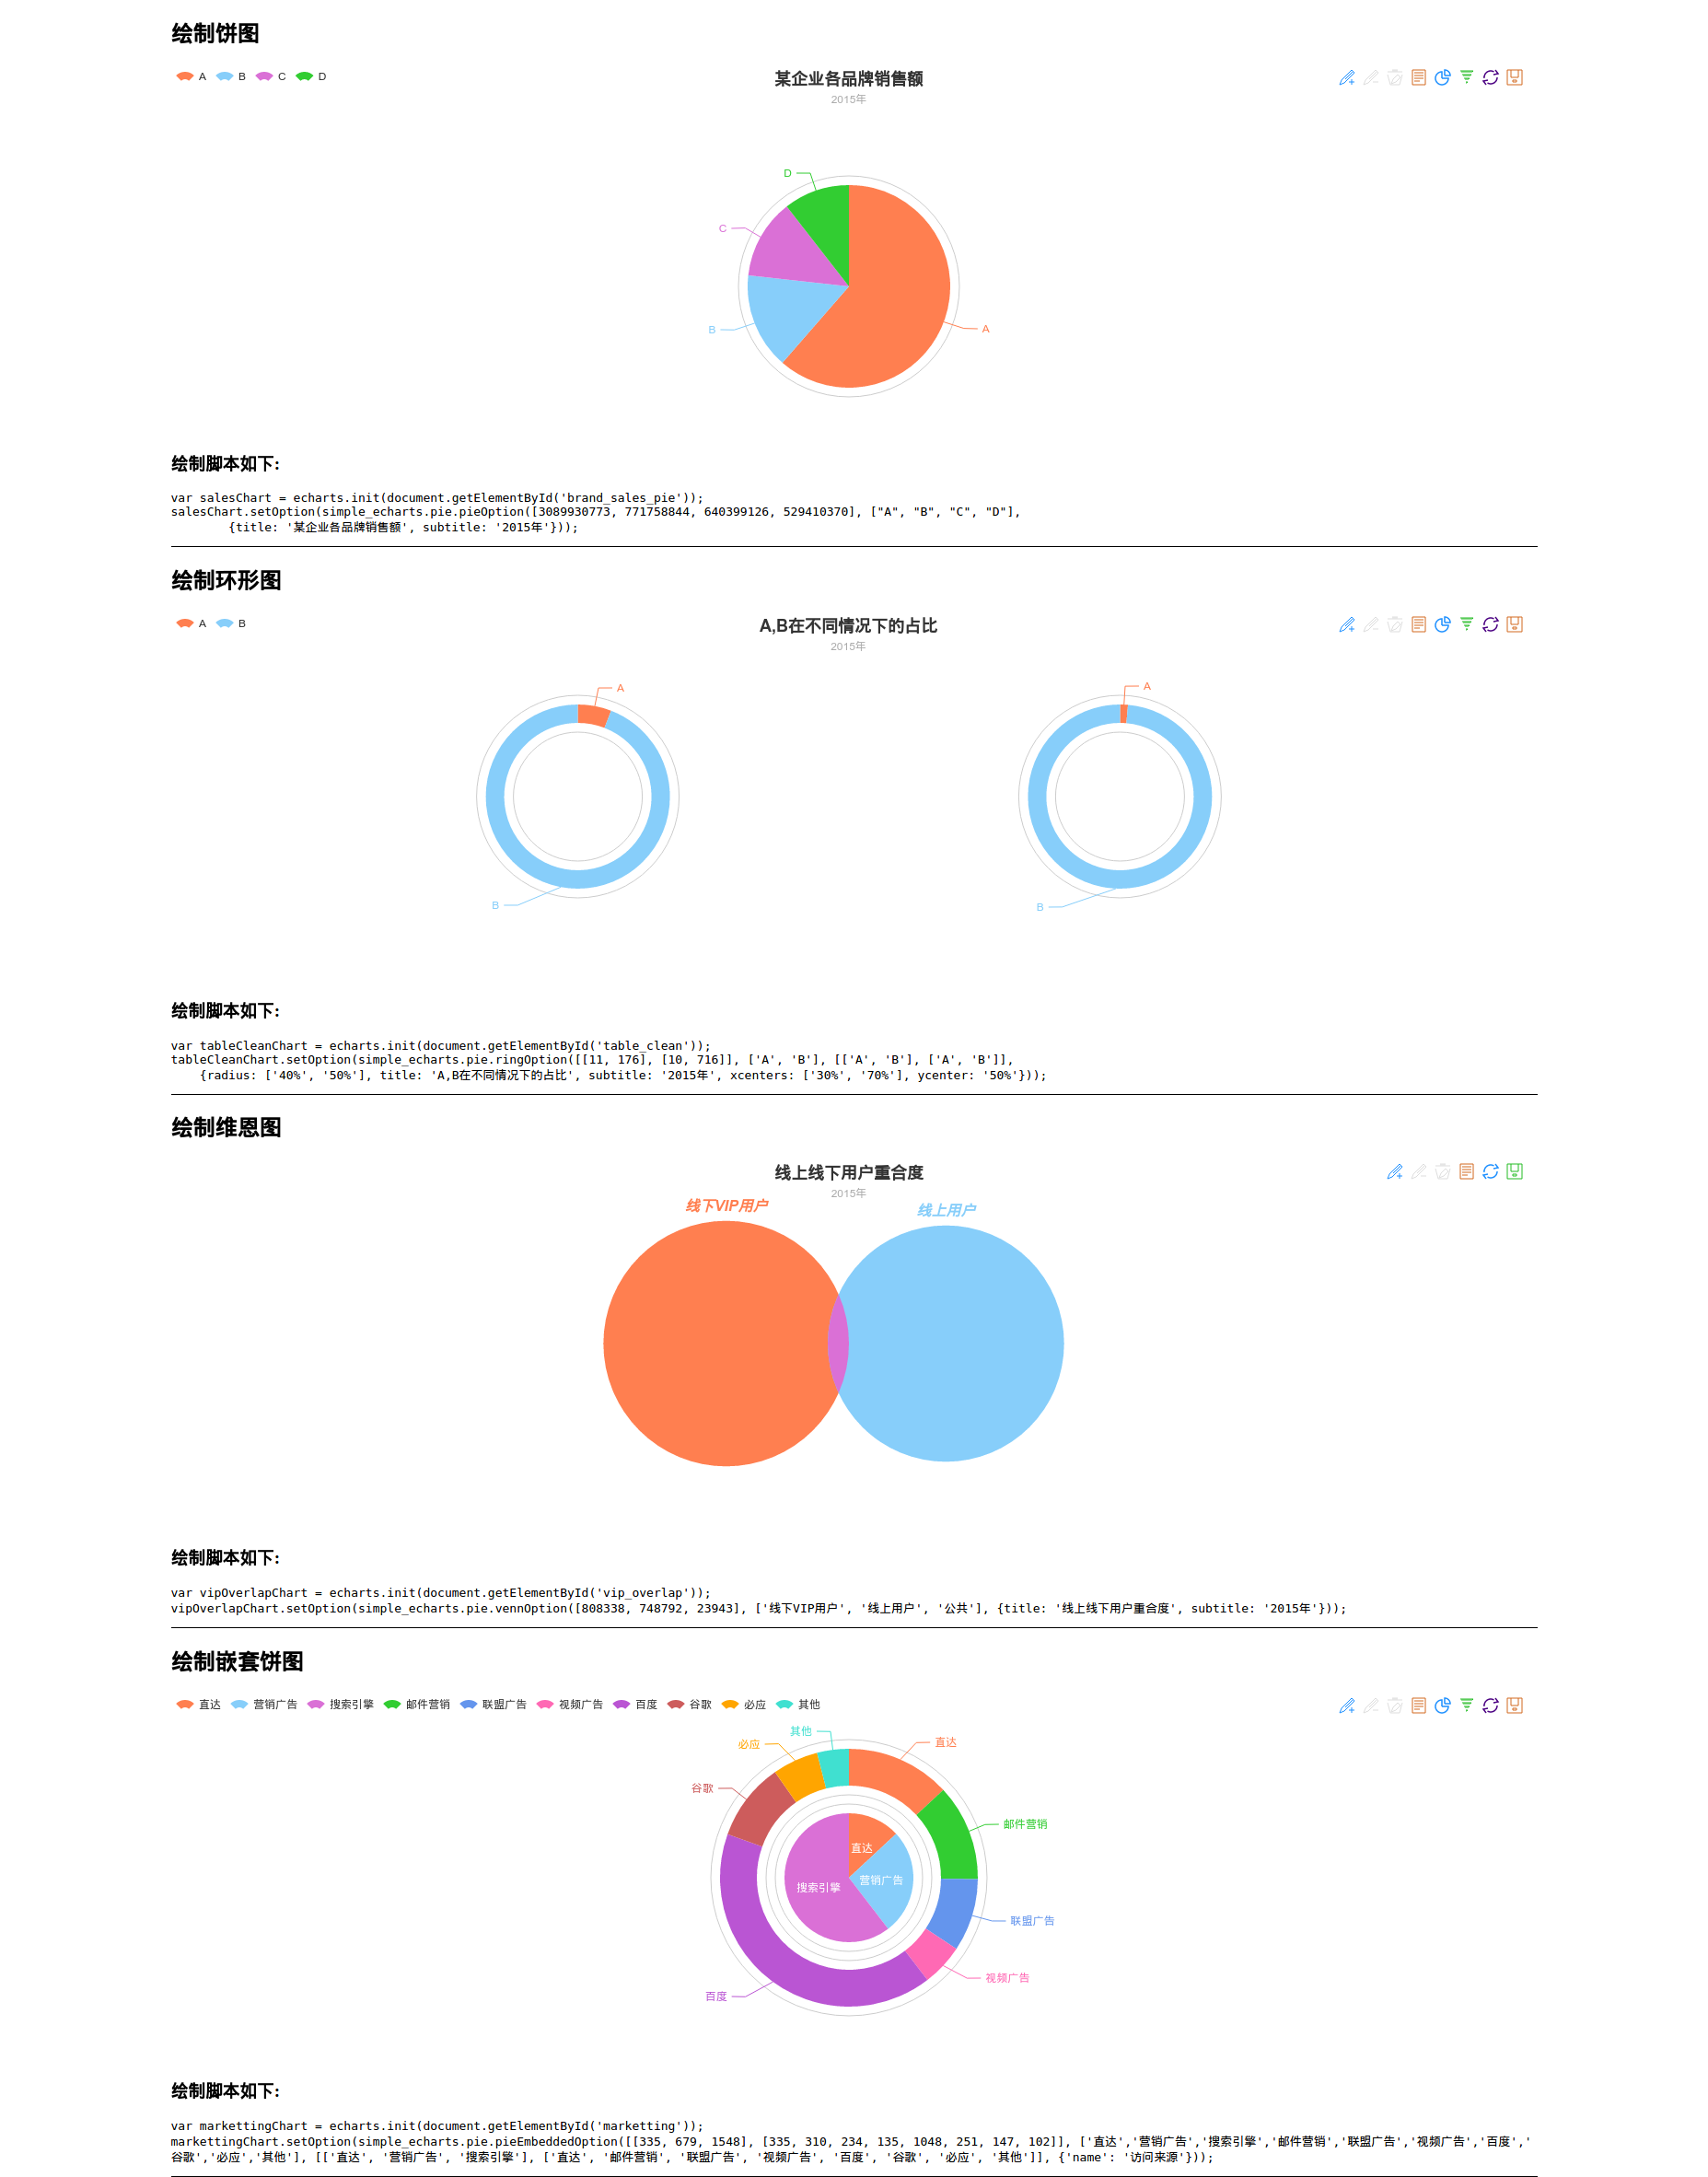 绘制饼图
A B C D
某企业各品牌销售额
2015年
D
C
B
A
绘制脚本如下:
var salesChart = echarts.init(document.getElementById('brand_sales_pie'));
salesChart.setOption(simple_echarts.pie.pieOption([3089930773, 771758844, 640399126, 529410370], ["A", "B", "C", "D"],
{title: '某企业各品牌销售额', subtitle: '2015年'}));
绘制环形图
A B
A,B在不同情况下的占比
2015年
A
A
B
B
绘制脚本如下:
var tableCleanChart = echarts.init(document.getElementById('table_clean'));
tableCleanChart.setOption(simple_echarts.pie.ringOption([[11, 176], [10, 716]], ['A', 'B'], [['A', 'B'], ['A', 'B']],
{radius: ['40%', '50%'], title: 'A,B在不同情况下的占比', subtitle: '2015年', xcenters: ['30%', '70%'], ycenter: '50%'}));
绘制维恩图
线上线下用户重合度
2015年
线下VIP用户
线上用户
绘制脚本如下:
var vipOverlapChart = echarts.init(document.getElementById('vip_overlap'));
vipOverlapChart.setOption(simple_echarts.pie.vennOption([808338, 748792, 23943], ['线下VIP用户', '线上用户', '公共'], {title: '线上线下用户重合度', subtitle: '2015年'}));
绘制嵌套饼图
直达 营销广告 搜索引擎 邮件营销 联盟广告 视频广告 百度 谷歌 必应 其他
其他
必应
直达
谷歌
邮件营销
直达
营销广告
搜索引擎
联盟广告
视频广告
百度
绘制脚本如下:
var markettingChart = echarts.init(document.getElementById('marketting'));
markettingChart.setOption(simple_echarts.pie.pieEmbeddedOption([[335, 679, 1548], [335, 310, 234, 135, 1048, 251, 147, 102]], ['直达','营销广告','搜索引擎','邮件营销','联盟广告','视频广告','百度','
谷歌','必应','其他'], [['直达', '营销广告', '搜索引擎'], ['直达', '邮件营销', '联盟广告', '视频广告', '百度', '谷歌', '必应', '其他']], {'name': '访问来源'}));